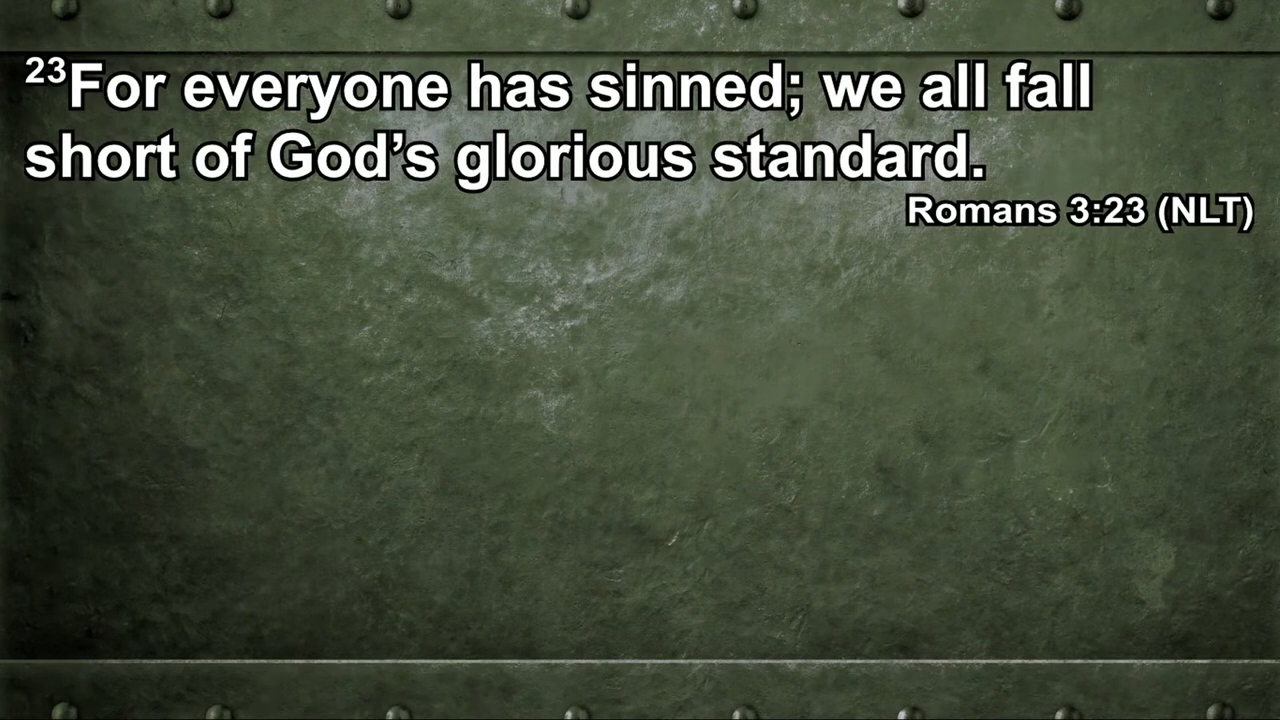 ²³For everyone has sinned; we all fall
short of God’s glorious standard.
Romans 3:23 (NLT)